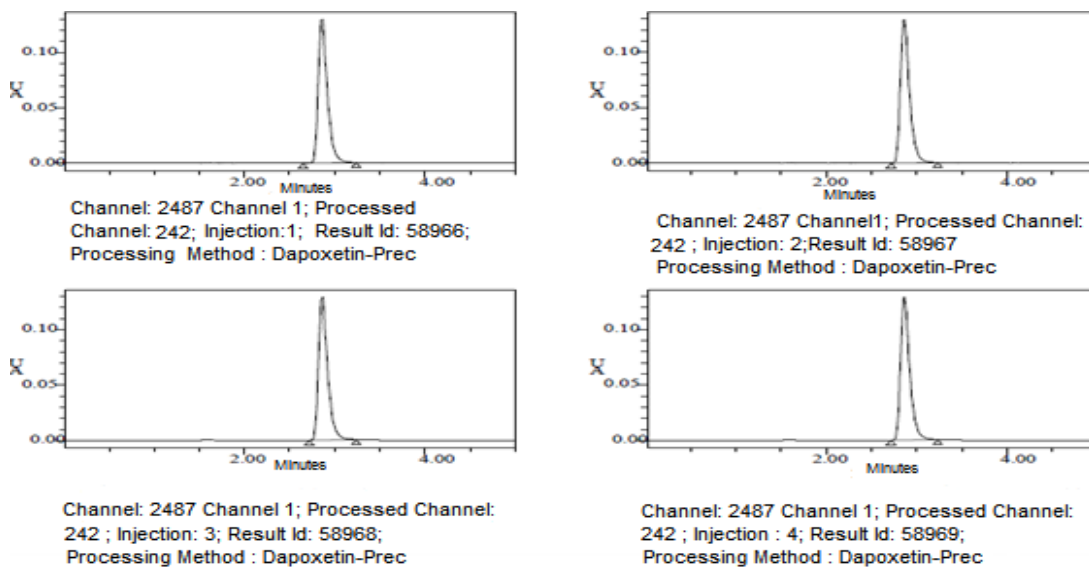 0.10
0.05
0.00
2.00 4.00
Minutes
Channel: 2487 Channel 1; Processed
Channel: 242; Injection:1; Result Id: 58966;
Processing Method : Dapoxetin-Prec
0.10
0.05
0.00
2.00 4.00
Minutes
Channel: 2487 Channel1; Processed Channel:
242 ; Injection: 2;Result Id: 58967
Processing Method : Dapoxetin-Prec
0.10
0.05
0.00
2.00 4.00
Minutes
Channel: 2487 Channel 1; Processed Channel:
242 ; Injection: 3; Result Id: 58968;
Processing Method : Dapoxetin-Prec
0.10
0.05
0.00
2.00 4.00
Minutes
Channel: 2487 Channel 1; Processed Channel:
242 ; Injection : 4; Result Id: 58969;
Processing Method : Dapoxetin-Prec